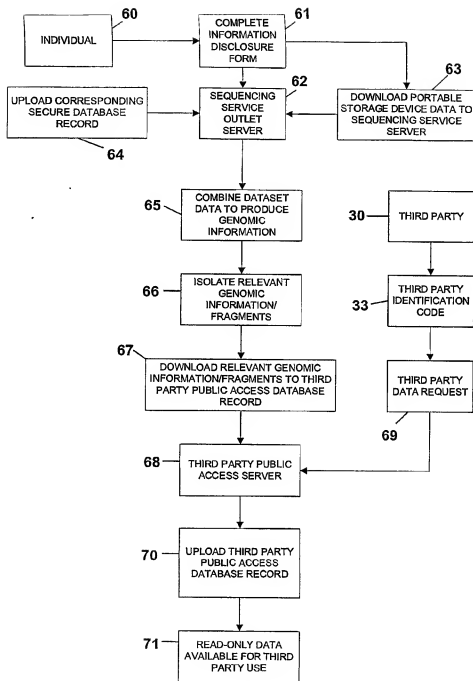 60
INDIVIDUAL
61
COMPLETE
INFORMATION
DISCLOSURE
FORM
62
SEQUENCING
SERVICE
OUTLET
SERVER
63
DOWNLOAD PORTABLE
STORAGE DEVICE DATA TO
SEQUENCING SERVICE
SERVER
UPLOAD CORRESPONDING
SECURE DATABASE
RECORD
64
65
COMBINE DATASET
DATA TO PRODUCE
GENOMIC
INFORMATION
30
THIRD PARTY
66
ISOLATE RELEVANT
GENOMIC
INFORMATION/
FRAGMENTS
33
THIRD PARTY
IDENTIFICATION
CODE
67
DOWNLOAD RELEVANT GENOMIC
INFORMATION/FRAGMENTS TO THIRD
PARTY PUBLIC ACCESS DATABASE
RECORD
THIRD PARTY
DATA REQUEST
69
68
THIRD PARTY PUBLIC
ACCESS SERVER
70
UPLOAD THIRD PARTY
PUBLIC ACCESS
DATABASE RECORD
71
READ-ONLY DATA
AVAILABLE FOR THIRD
PARTY USE